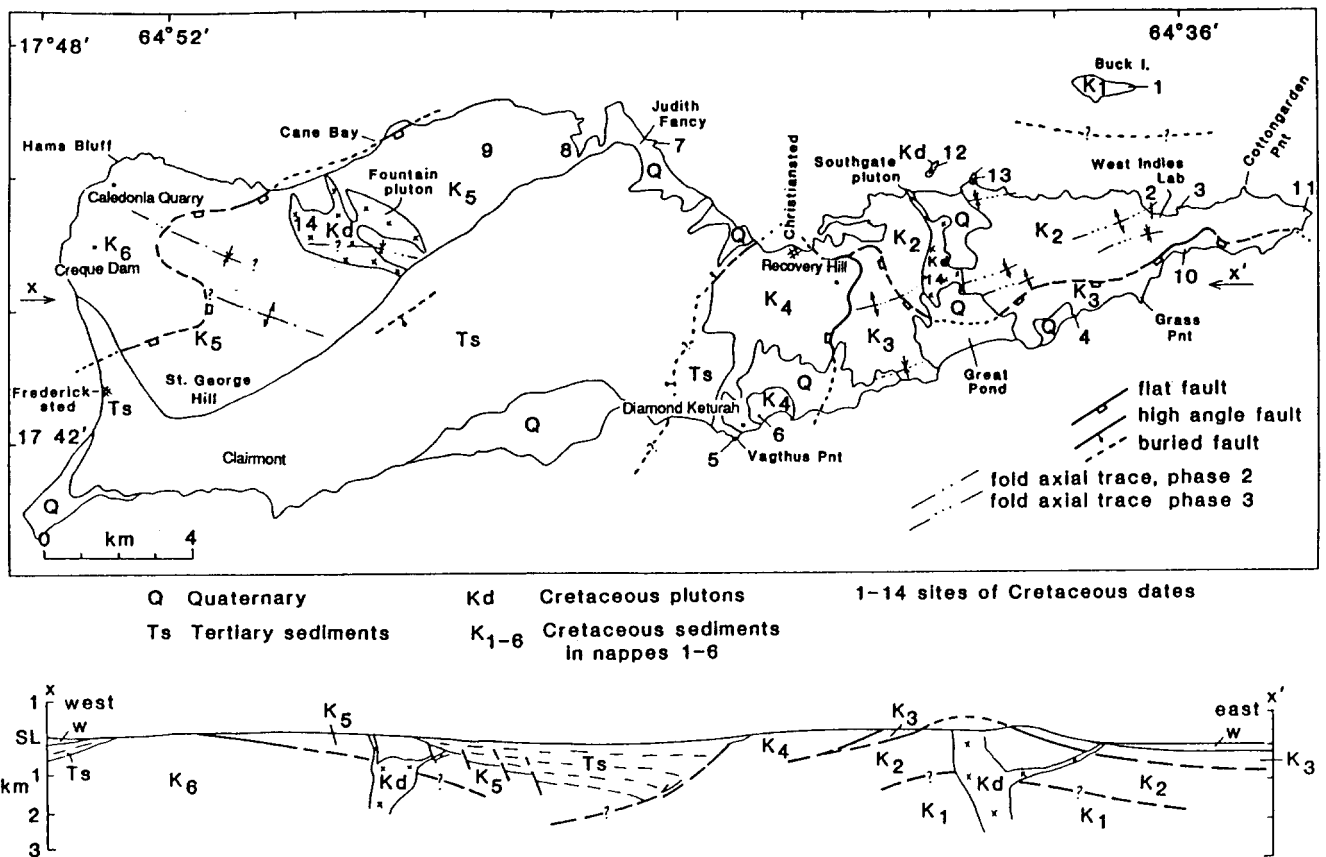 17°48′
64°52′
64°36′
Buck I.
K1
1
Cottongarden
Pnt
Hams Bluff
Cane Bay
Judith
Fancy
7
9
8
K5
Fountain
pluton
Caledonia Quarry
14
Kd
?
Q
Christiansted
Southgate
pluton
Kd
12
13
West Indies
Lab
2
3
11
K6
Creque Dam
x
?
?
K5
Q
Recovery Hill
K4
K2
Q
Kd
14
K2
10
x′
K3
Grass
Pnt
Q
4
K3
Q
Great
Pond
Ts
Ts
St. George
Hill
Frederick-
sted
Ts
17 42′
Clairmont
Q
Diamond Keturah
Q
K4
6
5
Vagthus Pnt
?
Q
0
km
4
flat fault
high angle fault
buried fault
fold axial trace, phase 2
fold axial trace phase 3
Q Quaternary
Kd Cretaceous plutons
1-14 sites of Cretaceous dates
Ts Tertiary sediments
K1-6 Cretaceous sediments
in nappes 1-6
x
west
w
1
SL
km
1
2
3
Ts
K6
K5
Kd
?
K5
Ts
?
K4
K3
K2
?
K1
Kd
?
K1
K2
east
x′
w
K3